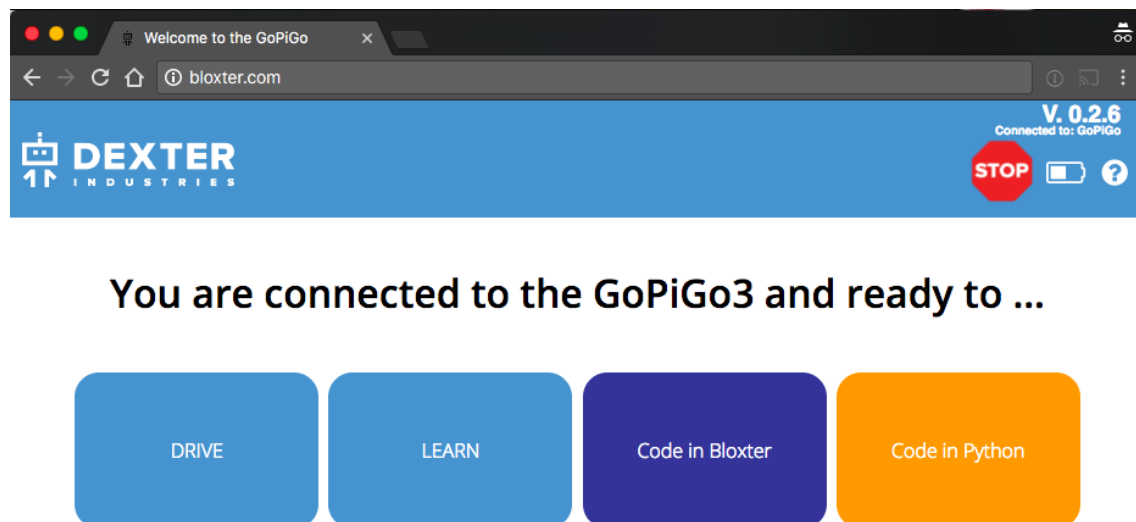 Welcome to the GoPiGo
bloxter.com
V. 0.2.6
Connected to: GoPiGo
DEXTER
INDUSTRIES
STOP
?
You are connected to the GoPiGo3 and ready to ...
DRIVE
LEARN
Code in Bloxter
Code in Python